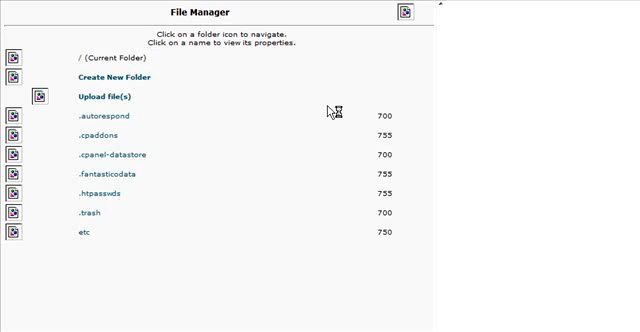 File Manager
Click on a folder icon to navigate.
Click on a name to view its properties.
/ (Current Folder)
Create New Folder
Upload file(s)
.autorespond 700
.cpaddons 755
.cpanel-datastore 700
.fantasticodata 755
.htpasswds 755
.trash 700
etc 750